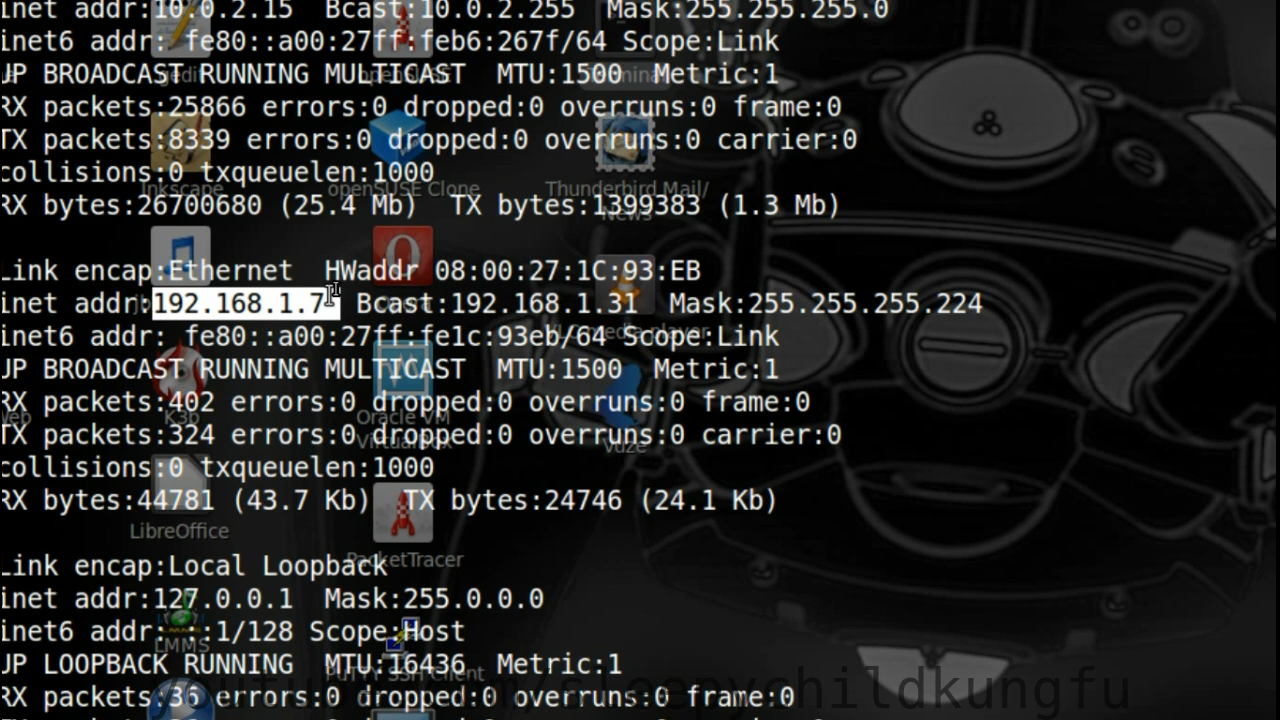 inet addr:10.0.2.15  Bcast:10.0.2.255  Mask:255.255.255.0
inet6 addr: fe80::a00:27ff:feb6:267f/64 Scope:Link
UP BROADCAST RUNNING MULTICAST  MTU:1500  Metric:1
RX packets:25866 errors:0 dropped:0 overruns:0 frame:0
TX packets:8339 errors:0 dropped:0 overruns:0 carrier:0
collisions:0 txqueuelen:1000
Inkscape openSUSE Clone Thunderbird Mail/
News
RX bytes:26700680 (25.4 Mb)  TX bytes:1399383 (1.3 Mb)
Link encap:Ethernet  HWaddr 08:00:27:1C:93:EB
inet addr:192.168.1.7  Bcast:192.168.1.31  Mask:255.255.255.224
inet6 addr: fe80::a00:27ff:fe1c:93eb/64 Scope:Link
UP BROADCAST RUNNING MULTICAST  MTU:1500  Metric:1
RX packets:402 errors:0 dropped:0 overruns:0 frame:0
K3b Oracle VM
VirtualBox Vuze
TX packets:324 errors:0 dropped:0 overruns:0 carrier:0
collisions:0 txqueuelen:1000
RX bytes:44781 (43.7 Kb)  TX bytes:24746 (24.1 Kb)
LibreOffice
PacketTracer
Link encap:Local Loopback
inet addr:127.0.0.1  Mask:255.0.0.0
inet6 addr: ::1/128 Scope:Host
LMMS
UP LOOPBACK RUNNING  MTU:16436  Metric:1
PuTTY SSH Client
RX packets:36 errors:0 dropped:0 overruns:0 frame:0
youtube.com/sleepychildkungfu